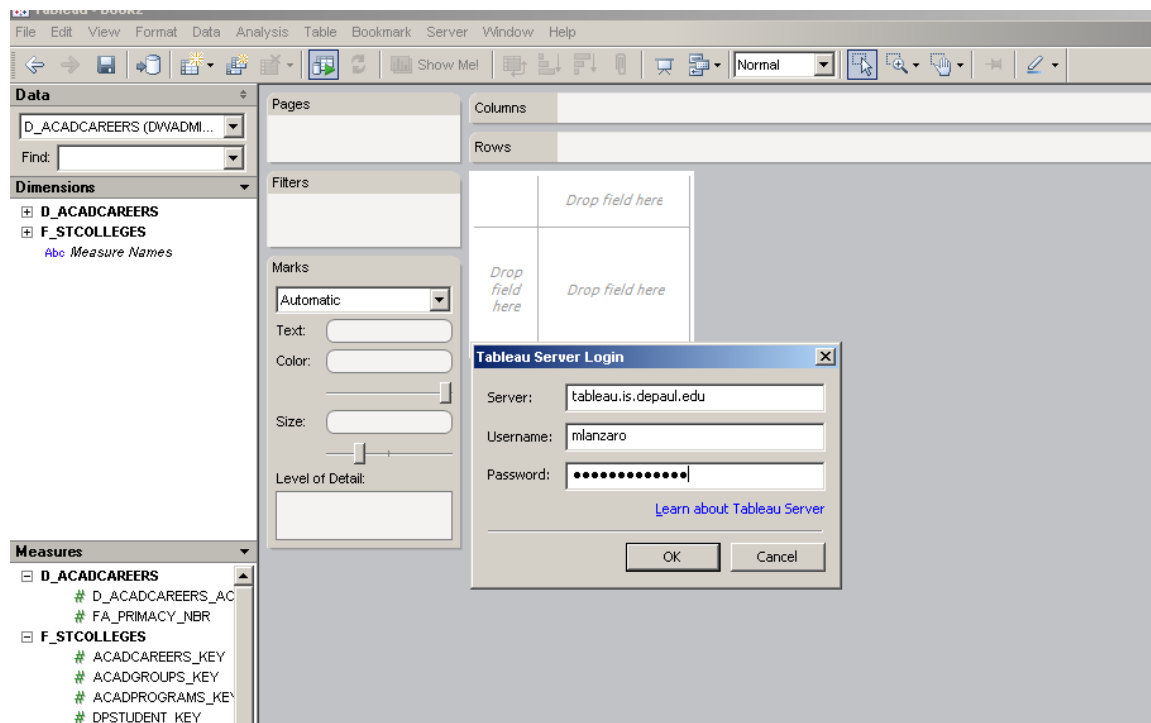 Tableau - Book2
File Edit View Format Data Analysis Table Bookmark Server Window Help
Show Me! Normal
Data
D_ACADCAREERS (DWADMI...
Find:
Dimensions
D_ACADCAREERS
F_STCOLLEGES
Abc Measure Names
Measures
D_ACADCAREERS
# D_ACADCAREERS_AC
# FA_PRIMACY_NBR
F_STCOLLEGES
# ACADCAREERS_KEY
# ACADGROUPS_KEY
# ACADPROGRAMS_KEY
# DPSTUDENT_KEY
Pages
Filters
Marks
Automatic
Text:
Color:
Size:
Level of Detail:
Columns
Rows
Drop field here
Drop
field
here
Drop field here
Tableau Server Login
Server: tableau.is.depaul.edu
Username: mlanzaro
Password: ●●●●●●●●●●●●●
Learn about Tableau Server
OK Cancel